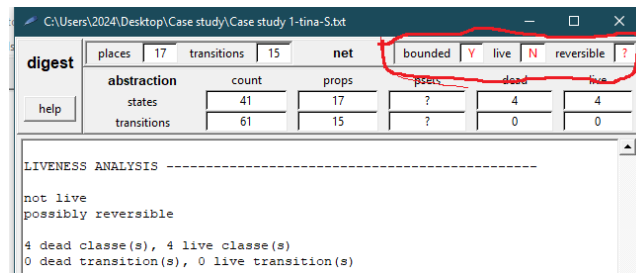 C:\Users\2024\Desktop\Case study\Case study 1-tina-S.txt
digest places 17 transitions 15 net bounded Y live N reversible ?
abstraction count props psets dead live
help states 41 17 ? 4 4
transitions 61 15 ? 0 0
LIVENESS ANALYSIS -----------------------------------------------
not live
possibly reversible
4 dead classe(s), 4 live classe(s)
0 dead transition(s), 0 live transition(s)